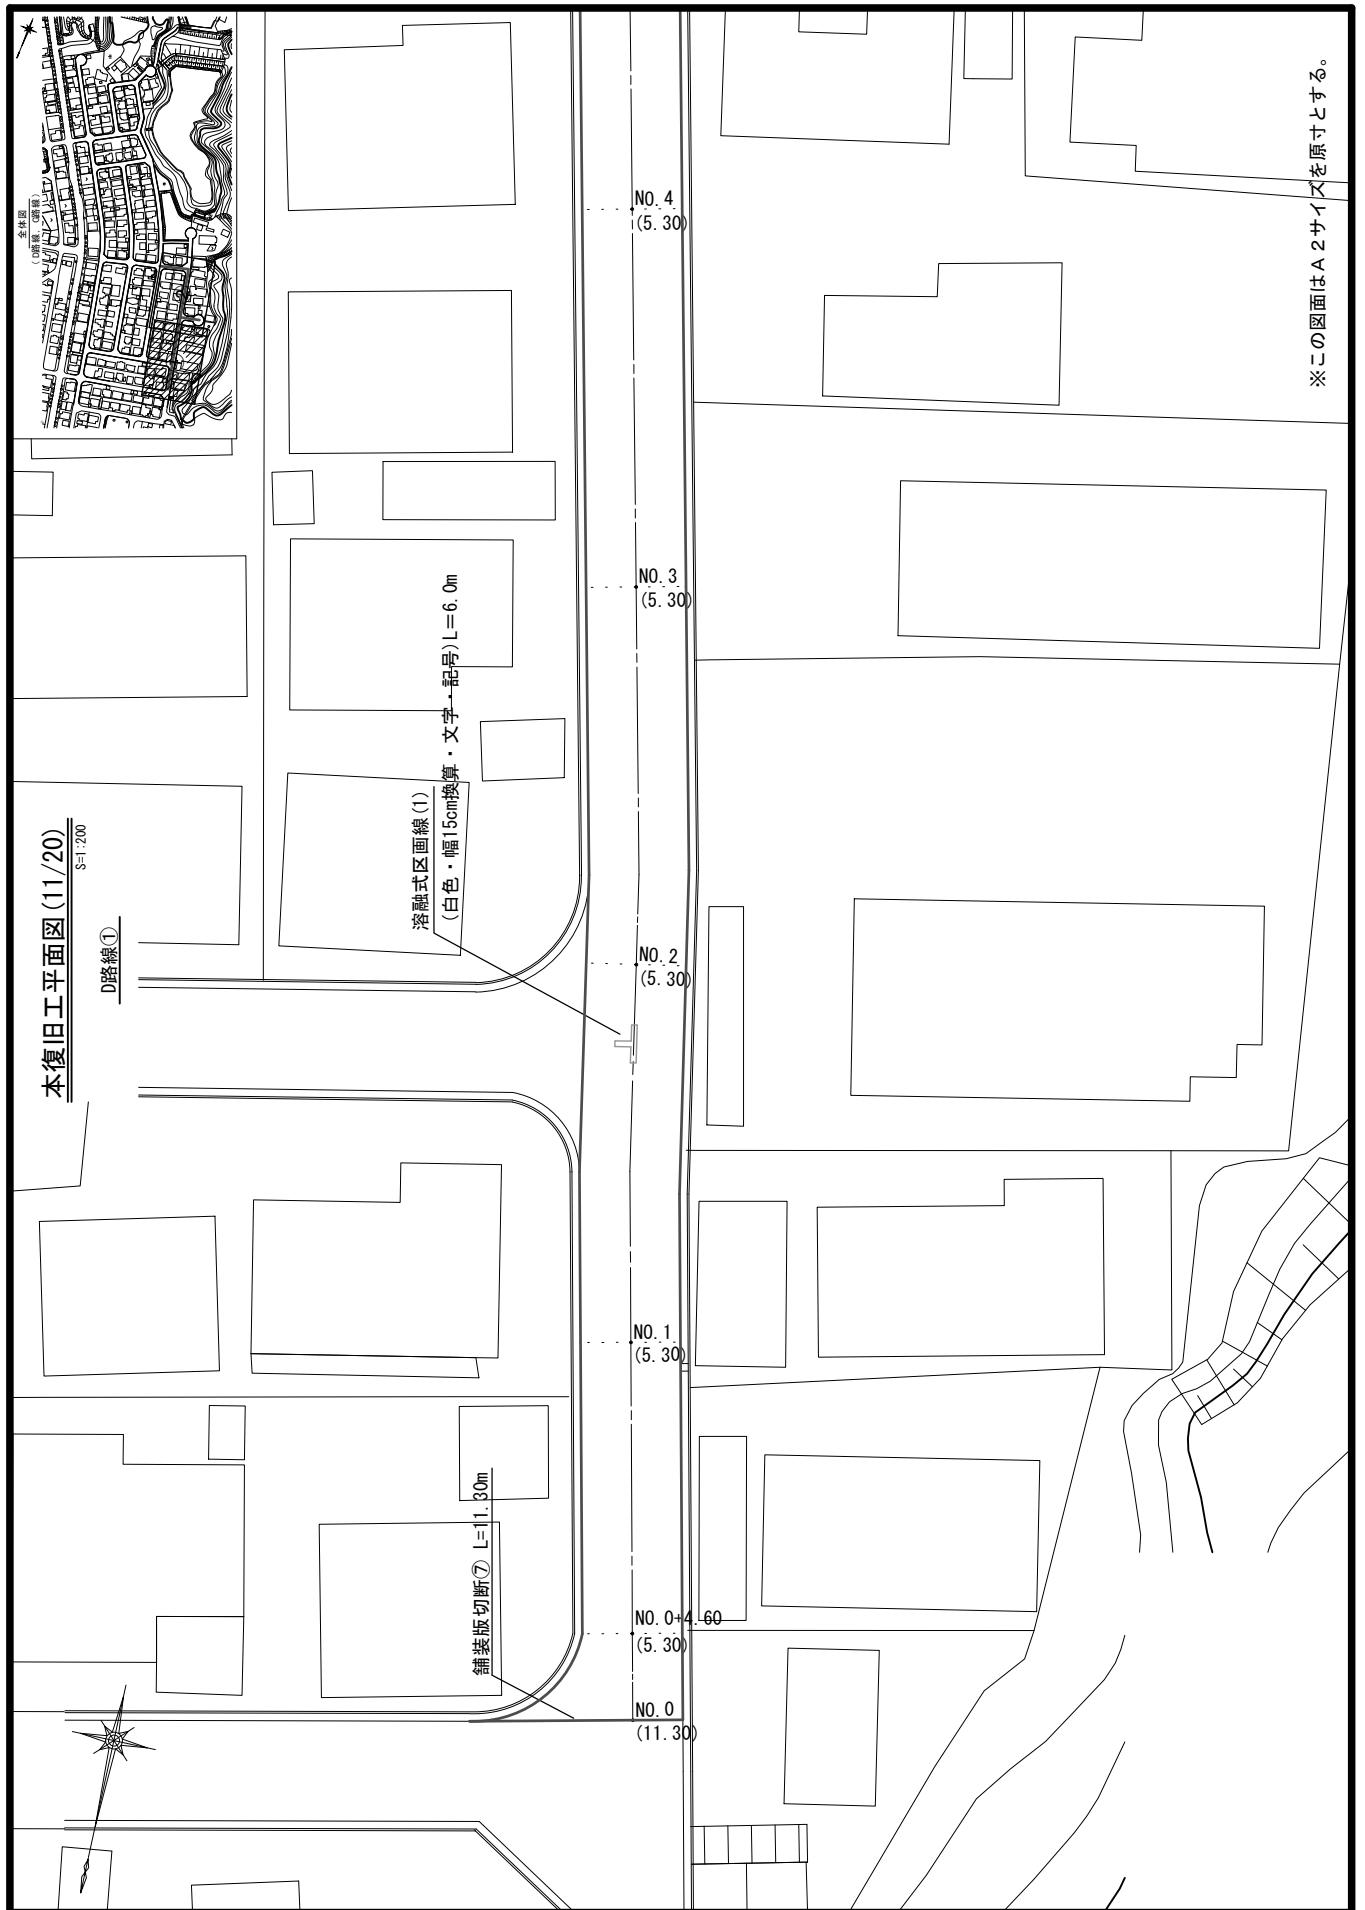 本復旧工平面図(11/20)
S=1:200
D路線①
全体図
(D路線、G路線)
※この図面はA2サイズを原寸とする。
NO.4
(5.30)
NO.3
(5.30)
溶融式区画線(1)
(白色・幅15cm換算・文字・記号)L=6.0m
NO.2
(5.30)
NO.1
(5.30)
舗装版切断⑦ L=11.30m
NO.0+4.60
(5.30)
NO.0
(11.30)